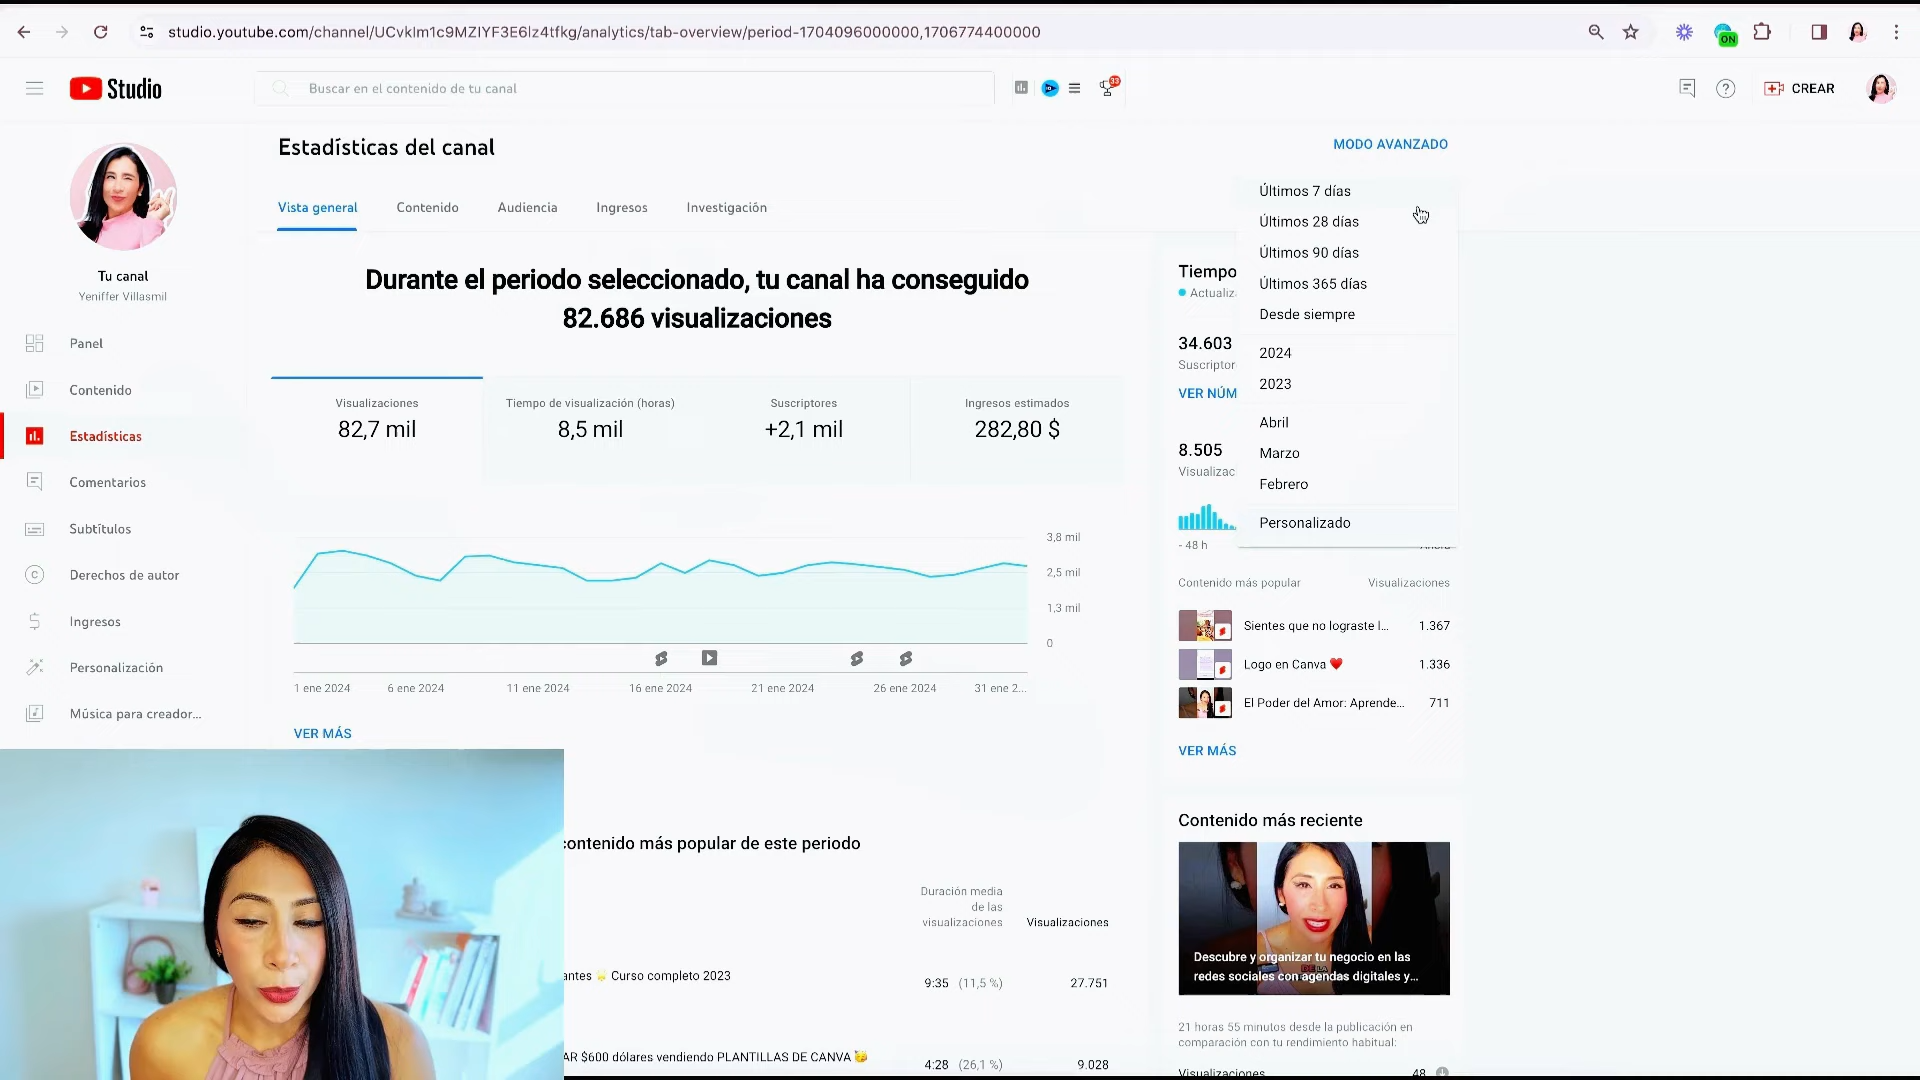 studio.youtube.com/channel/UCvkIm1c9MZIYF3E6lz4tfkg/analytics/tab-overview/period-1704096000000,1706774400000
ON
Studio
Buscar en el contenido de tu canal
33
CREAR
Estadísticas del canal
MODO AVANZADO
Vista general
Contenido
Audiencia
Ingresos
Investigación
Tu canal
Yeniffer Villasmil
Panel
Contenido
Estadísticas
Comentarios
Subtítulos
Derechos de autor
Ingresos
Personalización
Música para creador...
Durante el periodo seleccionado, tu canal ha conseguido
82.686 visualizaciones
Visualizaciones
82,7 mil
Tiempo de visualización (horas)
8,5 mil
Suscriptores
+2,1 mil
Ingresos estimados
282,80 $
3,8 mil
2,5 mil
1,3 mil
0
1 ene 2024
6 ene 2024
11 ene 2024
16 ene 2024
21 ene 2024
26 ene 2024
31 ene 2...
VER MÁS
contenido más popular de este periodo
Duración media
de las
visualizaciones
Visualizaciones
antes Curso completo 2023
9:35 (11,5 %)
27.751
AR $600 dólares vendiendo PLANTILLAS DE CANVA 🥳
4:28 (26,1 %)
9.028
Últimos 7 días
Últimos 28 días
Últimos 90 días
Últimos 365 días
Desde siempre
2024
2023
Abril
Marzo
Febrero
Personalizado
Tiempo
Actualiz
34.603
Suscriptor
VER NÚM
8.505
Visualizac
- 48 h
Ahora
Contenido más popular
Visualizaciones
Sientes que no lograste l...
1.367
Logo en Canva ❤️
1.336
El Poder del Amor: Aprende...
711
VER MÁS
Contenido más reciente
Descubre y organizar tu negocio en las
redes sociales con agendas digitales y...
21 horas 55 minutos desde la publicación en
comparación con tu rendimiento habitual:
Visualizaciones
48